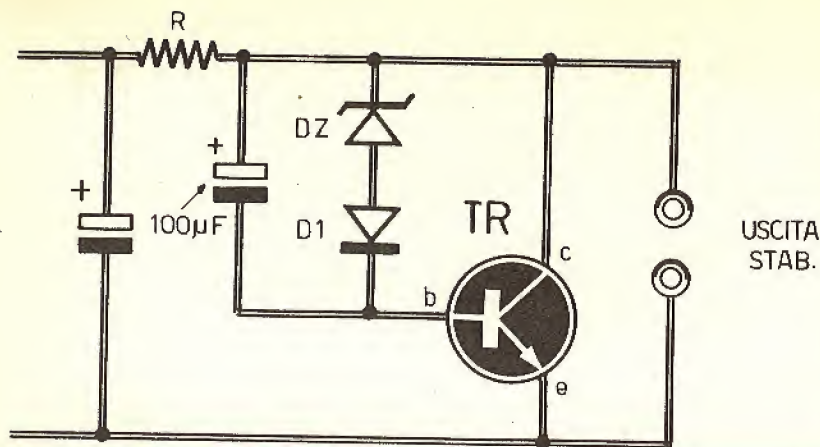 R
+
+
100µF
DZ
D1
TR
b
c
e
USCITA
STAB.